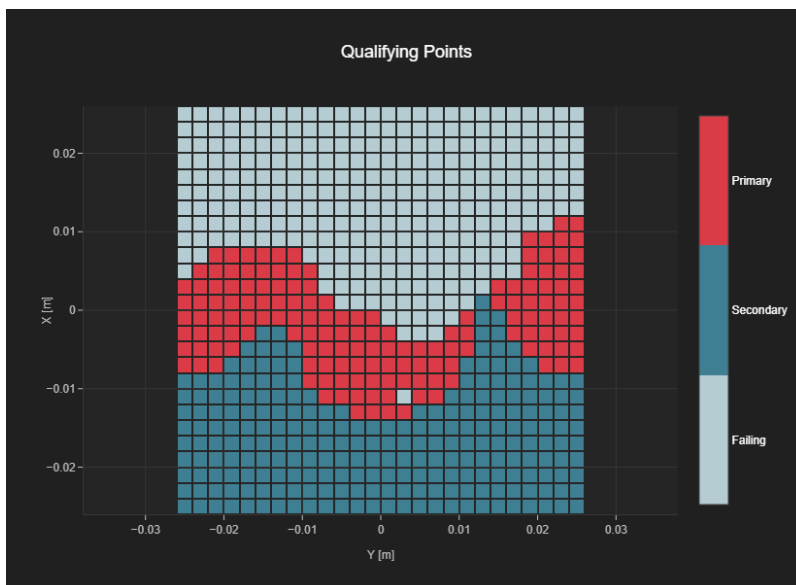 Qualifying Points
0.02
0.01
0
−0.01
−0.02
X [m]
−0.03
−0.02
−0.01
0
0.01
0.02
0.03
Y [m]
Primary
Secondary
Failing